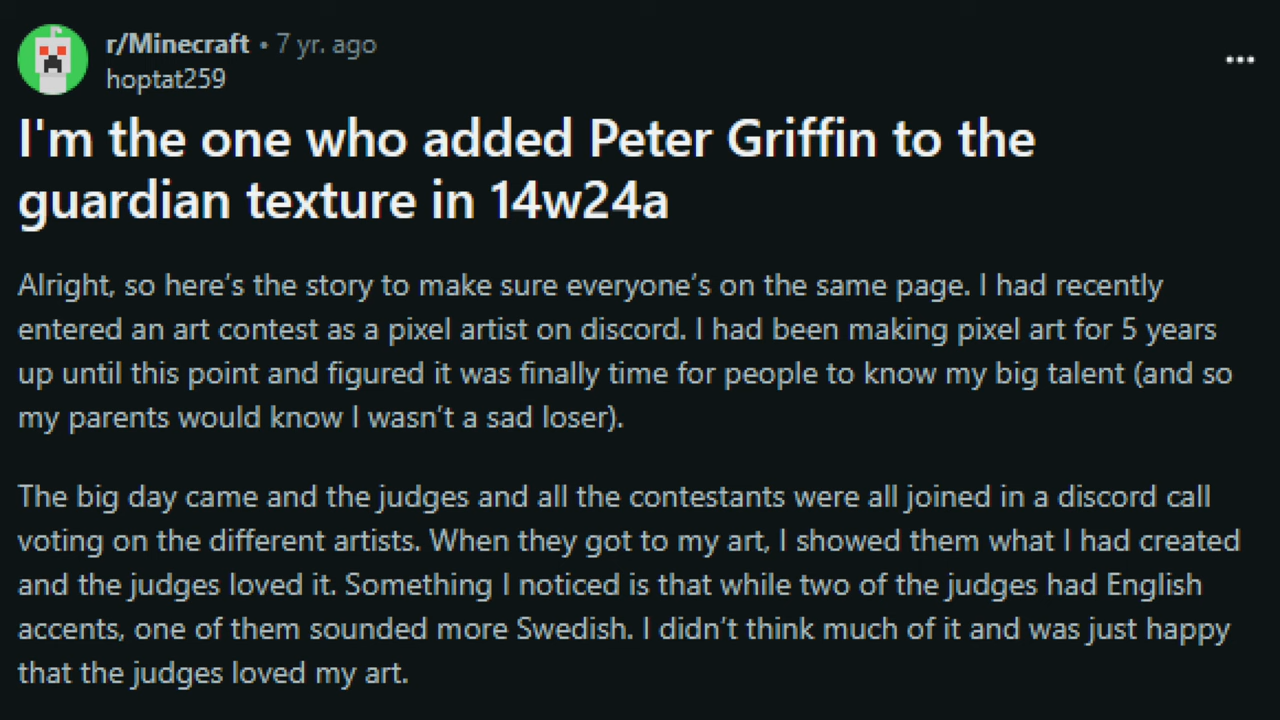 r/Minecraft • 7 yr. ago
hoptat259
I'm the one who added Peter Griffin to the
guardian texture in 14w24a
Alright, so here’s the story to make sure everyone’s on the same page. I had recently
entered an art contest as a pixel artist on discord. I had been making pixel art for 5 years
up until this point and figured it was finally time for people to know my big talent (and so
my parents would know I wasn’t a sad loser).
The big day came and the judges and all the contestants were all joined in a discord call
voting on the different artists. When they got to my art, I showed them what I had created
and the judges loved it. Something I noticed is that while two of the judges had English
accents, one of them sounded more Swedish. I didn’t think much of it and was just happy
that the judges loved my art.